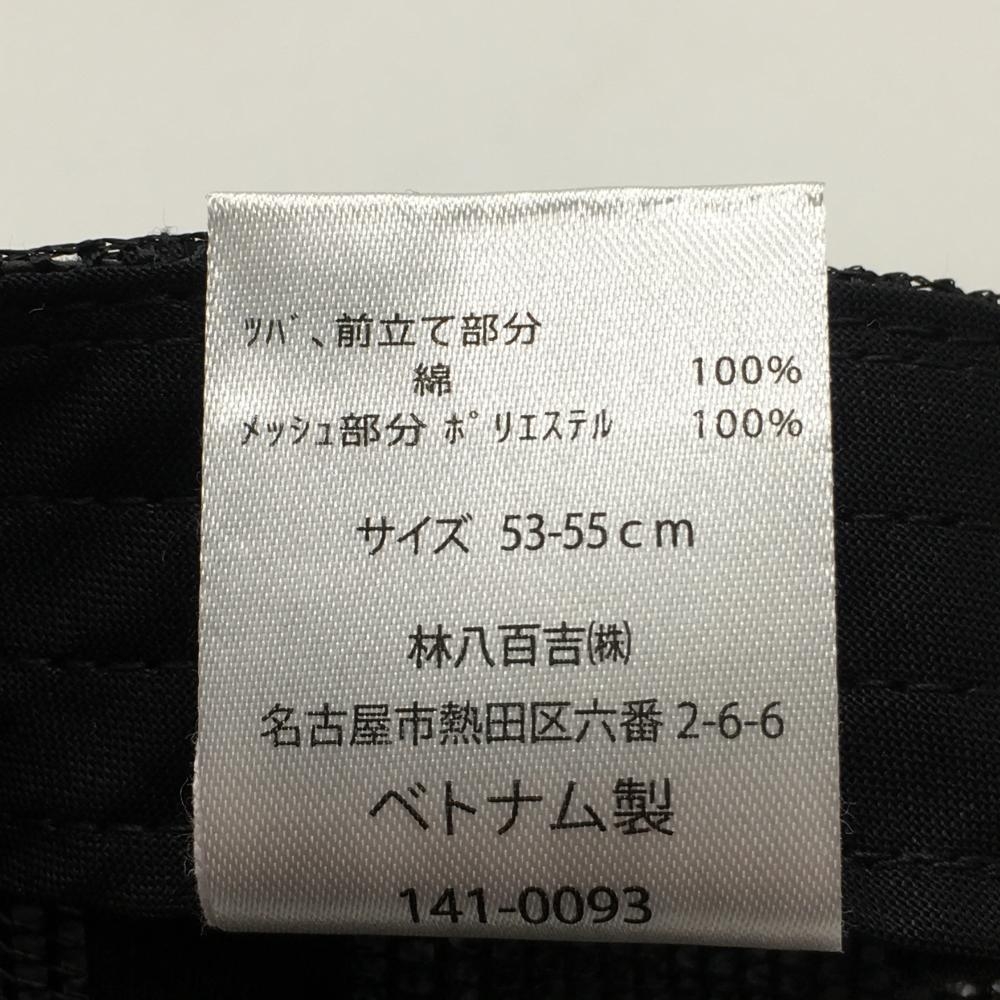 ﾂﾊﾞ、前立て部分
綿 100%
ﾒｯｼｭ部分 ﾎﾟﾘｴｽﾃﾙ 100%
サイズ 53-55ｃｍ
林八百吉㈱
名古屋市熱田区六番2-6-6
ベトナム製
141-0093